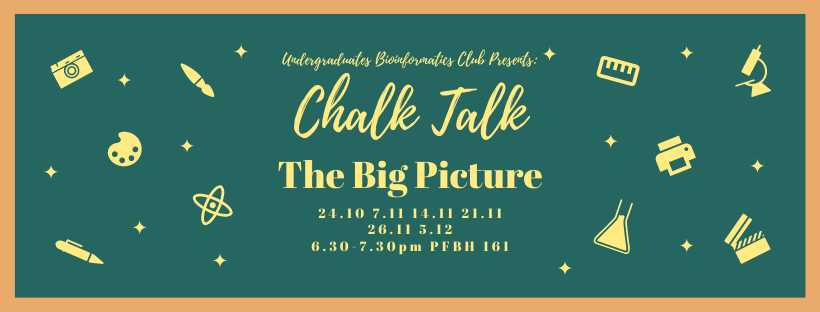 Undergraduates Bioinformatics Club Presents:
Chalk Talk
The Big Picture
24.10 7.11 14.11 21.11
26.11 5.12
6.30-7.30pm PFBH 161